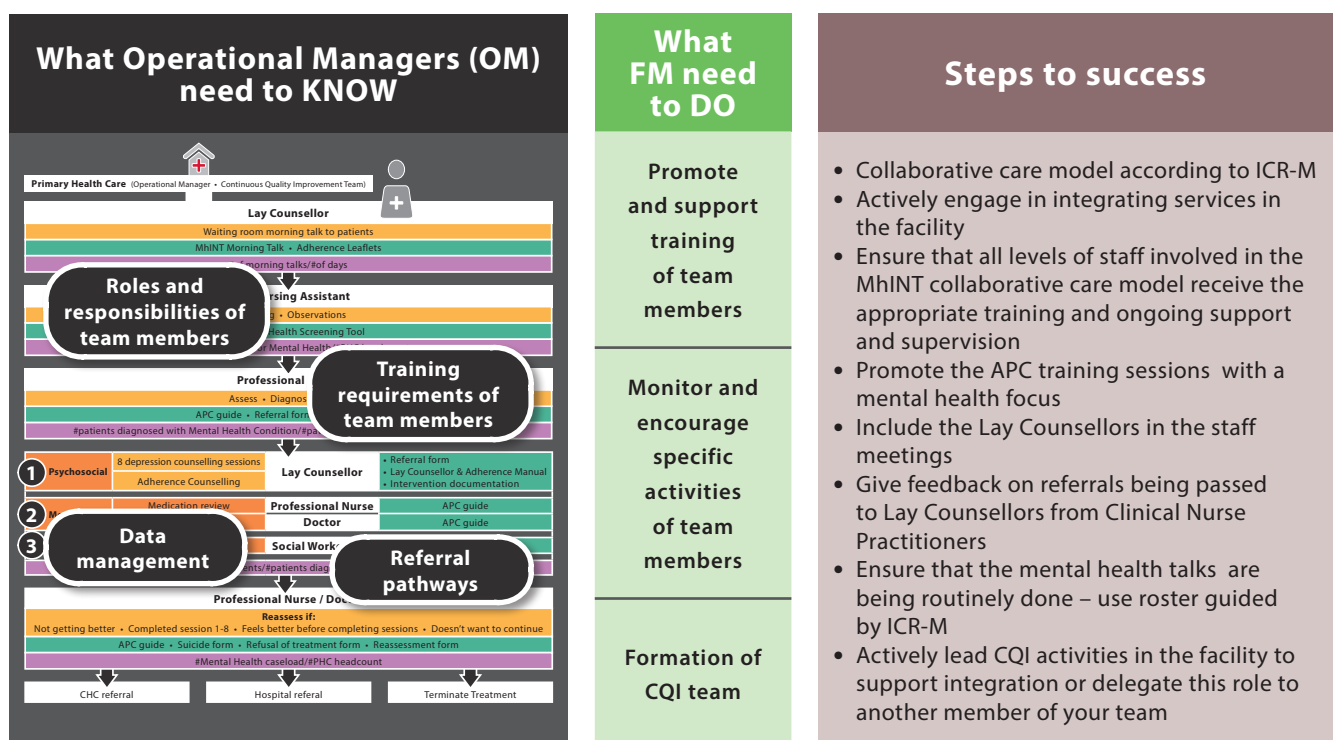 What Operational Managers (OM)
need to KNOW
Primary Health Care (Operational Manager • Continuous Quality Improvement Team)
Lay Counsellor
Waiting room morning talk to patients
MhINT Morning Talk • Adherence Leaflets
morning talks/#of days
Roles and
responsibilities of
team members
Assistant
• Observations
Health Screening Tool
Mental Health
Training
requirements of
team members
Professional
Assess • Diagnos
APC guide • Referral form
#patients diagnosed with Mental Health Condition/#pa
1
Psychosocial
8 depression counselling sessions
Adherence Counselling
Lay Counsellor
• Referral form
• Lay Counsellor & Adherence Manual
• Intervention documentation
2
Medication review
Professional Nurse
APC guide
Doctor
APC guide
3
Social Work
Data
management
Referral
pathways
Professional Nurse / Doc
Reassess if:
Not getting better • Completed session 1-8 • Feels better before completing sessions • Doesn't want to continue
APC guide • Suicide form • Refusal of treatment form • Reassessment form
#Mental Health caseload/#PHC headcount
CHC referral
Hospital referal
Terminate Treatment
What
FM need
to DO
Promote
and support
training
of team
members
Monitor and
encourage
specific
activities
of team
members
Formation of
CQI team
Steps to success
• Collaborative care model according to ICR-M
• Actively engage in integrating services in
the facility
• Ensure that all levels of staff involved in the
MhINT collaborative care model receive the
appropriate training and ongoing support
and supervision
• Promote the APC training sessions with a
mental health focus
• Include the Lay Counsellors in the staff
meetings
• Give feedback on referrals being passed
to Lay Counsellors from Clinical Nurse
Practitioners
• Ensure that the mental health talks are
being routinely done – use roster guided
by ICR-M
• Actively lead CQI activities in the facility to
support integration or delegate this role to
another member of your team